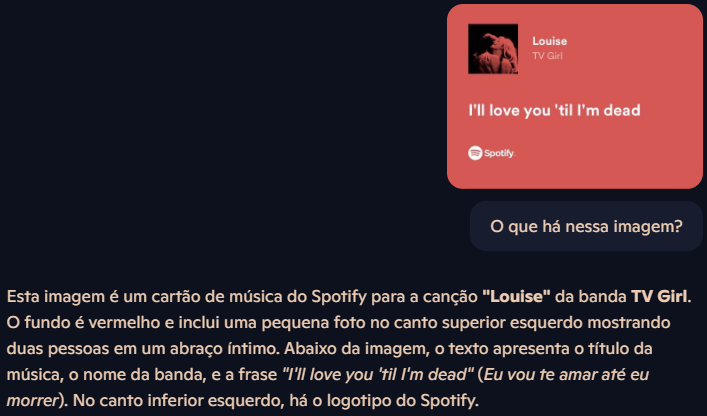 Louise
TV Girl
I'll love you 'til I'm dead
Spotify
O que há nessa imagem?
Esta imagem é um cartão de música do Spotify para a canção "Louise" da banda TV Girl.
O fundo é vermelho e inclui uma pequena foto no canto superior esquerdo mostrando
duas pessoas em um abraço íntimo. Abaixo da imagem, o texto apresenta o título da
música, o nome da banda, e a frase "I'll love you 'til I'm dead" (Eu vou te amar até eu
morrer). No canto inferior esquerdo, há o logotipo do Spotify.